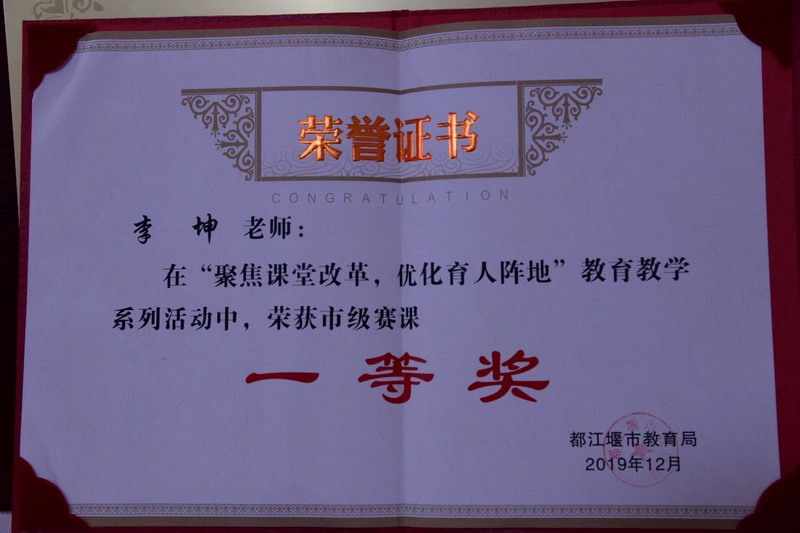 荣誉证书
CONGRATULATION
李 坤 老师：
在“聚焦课堂改革，优化育人阵地”教育教学
系列活动中，荣获市级赛课
一等奖
都江堰市教育局
2019年12月